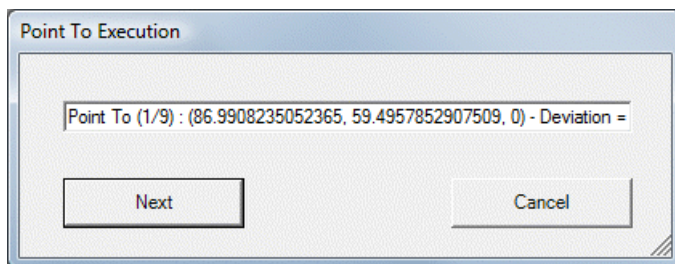 Point To Execution
Point To (1/9) : (86.9908235052365, 59.4957852907509, 0) - Deviation =
Next Cancel